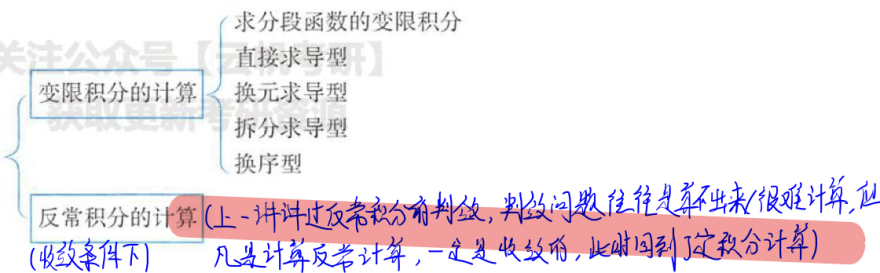 求分段函数的变限积分
关注公众号【云帆考研】
直接求导型
变限积分的计算
换元求导型
获取更新
拆分求导型
换序型
反常积分的计算(上一讲讲过反常积分的判敛,判敛问题往往是算不出来/很难计算,但
(收敛条件下) 凡是计算反常计算,一定是收敛的,此时回到了定积分计算)